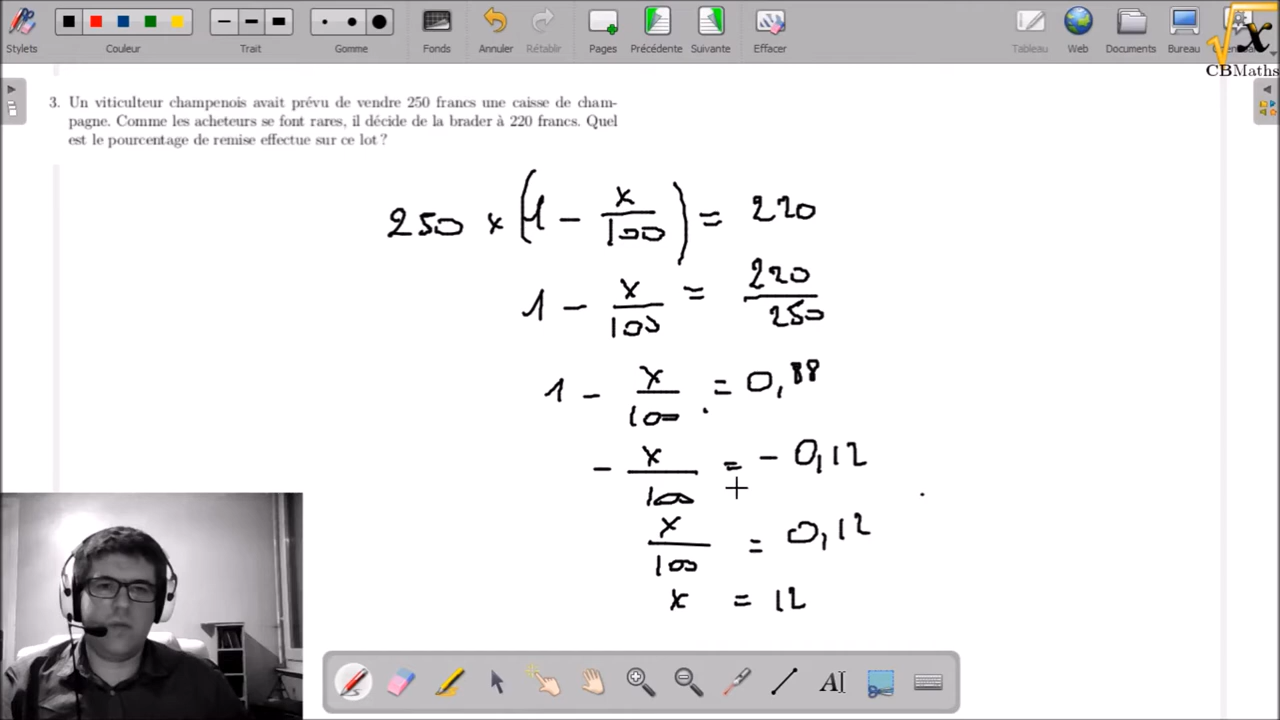 Stylets Couleur Trait Gomme Fonds Annuler Rétablir Pages Précédente Suivante Effacer Tableau Web Documents Bureau
x
CBMaths
3. Un viticulteur champenois avait prévu de vendre 250 francs une caisse de cham-
pagne. Comme les acheteurs se font rares, il décide de la brader à 220 francs. Quel
est le pourcentage de remise effectue sur ce lot ?
250 x (1 - x/100) = 220
1 - x/100 = 220/250
1 - x/100 = 0,88
- x/100 = - 0,12
x/100 = 0,12
x = 12
AI